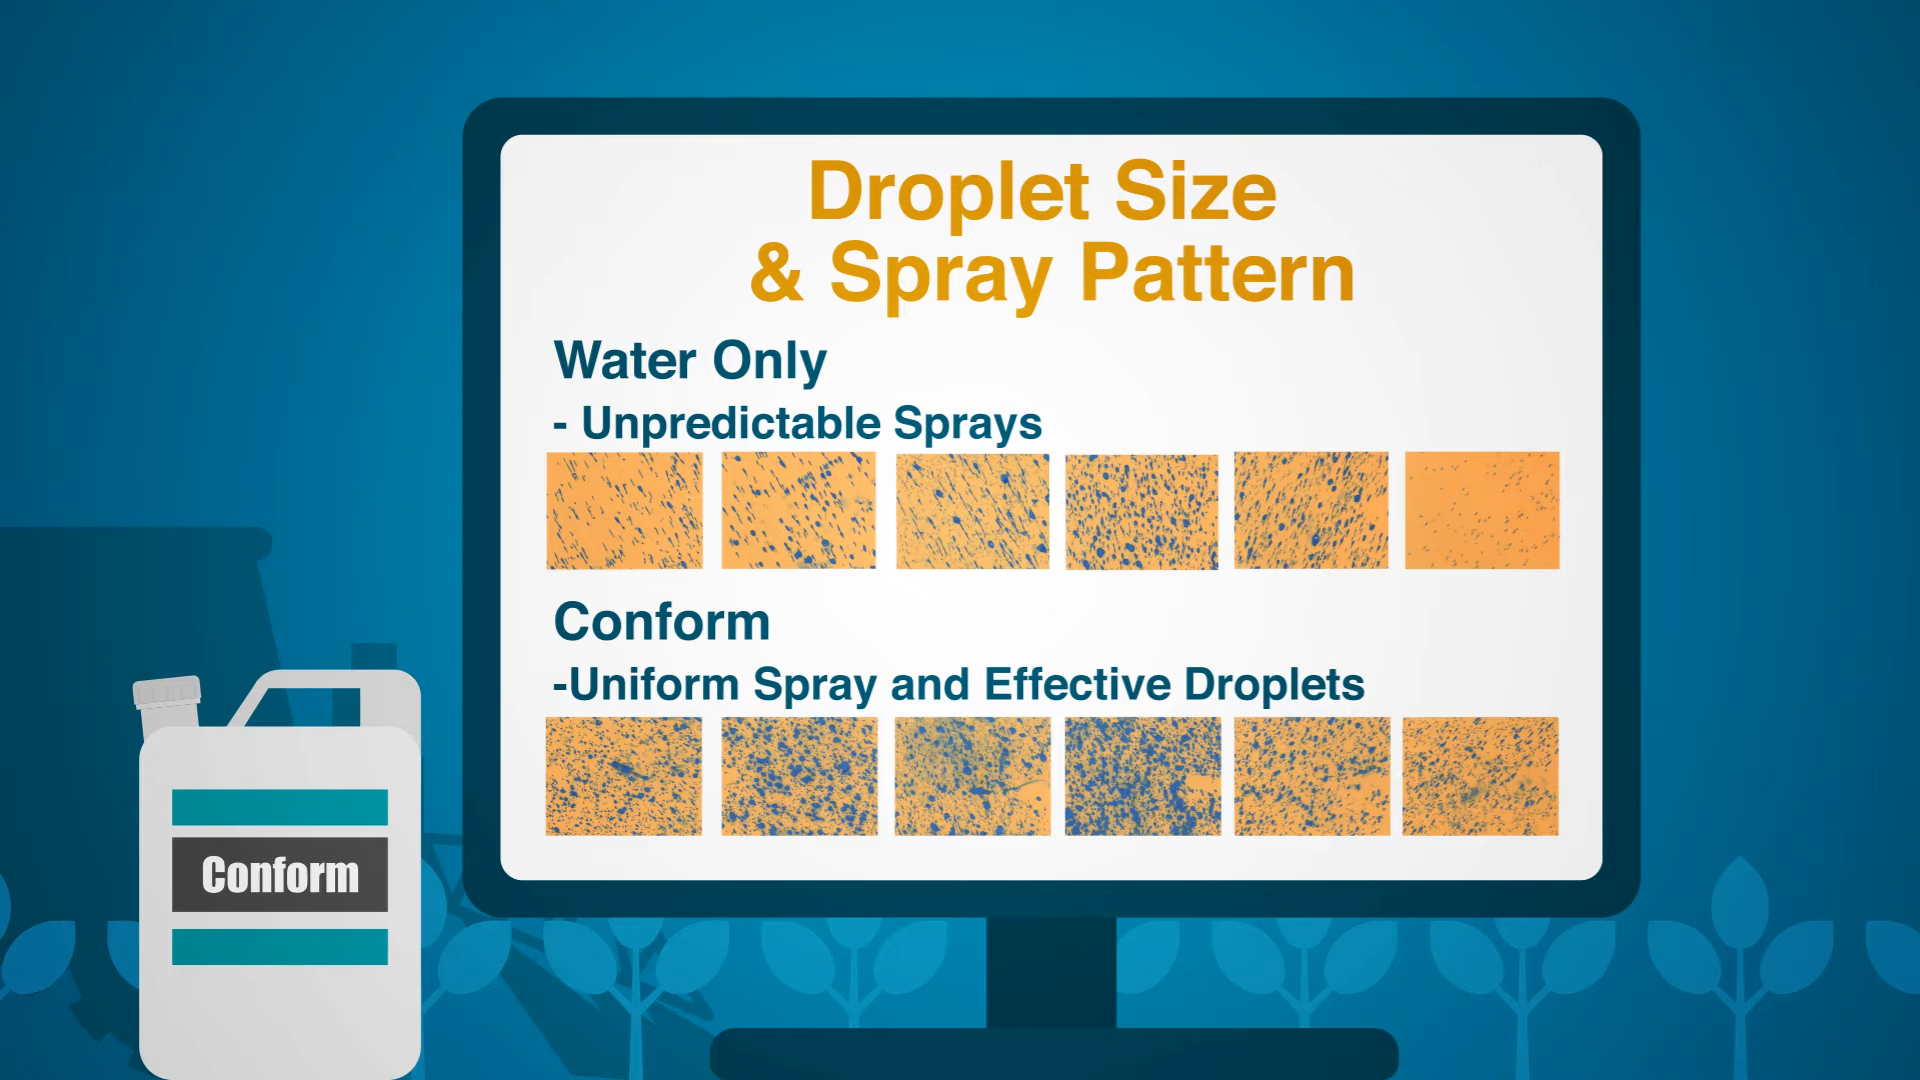 Droplet Size
& Spray Pattern
Water Only
- Unpredictable Sprays
Conform
-Uniform Spray and Effective Droplets
Conform